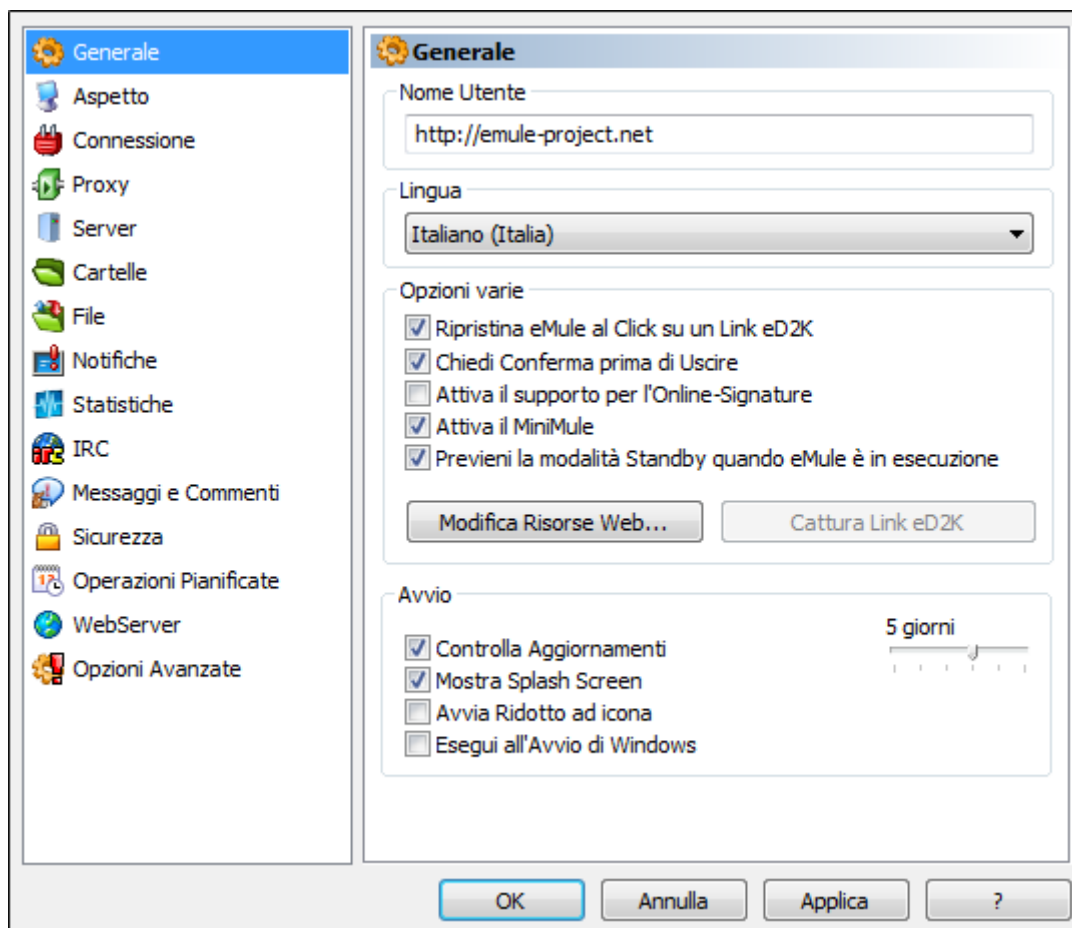 Generale
Aspetto
Connessione
Proxy
Server
Cartelle
File
Notifiche
Statistiche
IRC
Messaggi e Commenti
Sicurezza
Operazioni Pianificate
WebServer
Opzioni Avanzate
Generale
Nome Utente
http://emule-project.net
Lingua
Italiano (Italia)
Opzioni varie
Ripristina eMule al Click su un Link eD2K
Chiedi Conferma prima di Uscire
Attiva il supporto per l'Online-Signature
Attiva il MiniMule
Previeni la modalità Standby quando eMule è in esecuzione
Modifica Risorse Web... Cattura Link eD2K
Avvio
5 giorni
Controlla Aggiornamenti
Mostra Splash Screen
Avvia Ridotto ad icona
Esegui all'Avvio di Windows
OK Annulla Applica ?